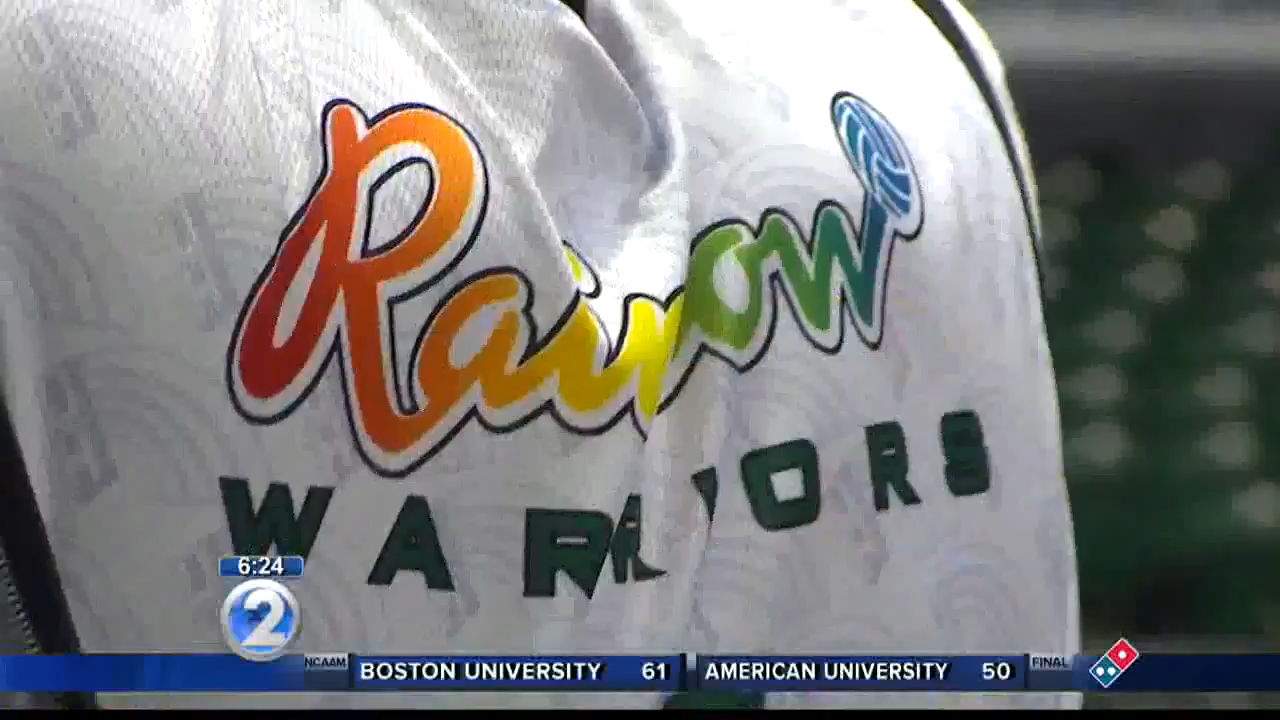 Rainbow
WARRIORS
6:24
2
NCAAM BOSTON UNIVERSITY 61 AMERICAN UNIVERSITY 50 FINAL